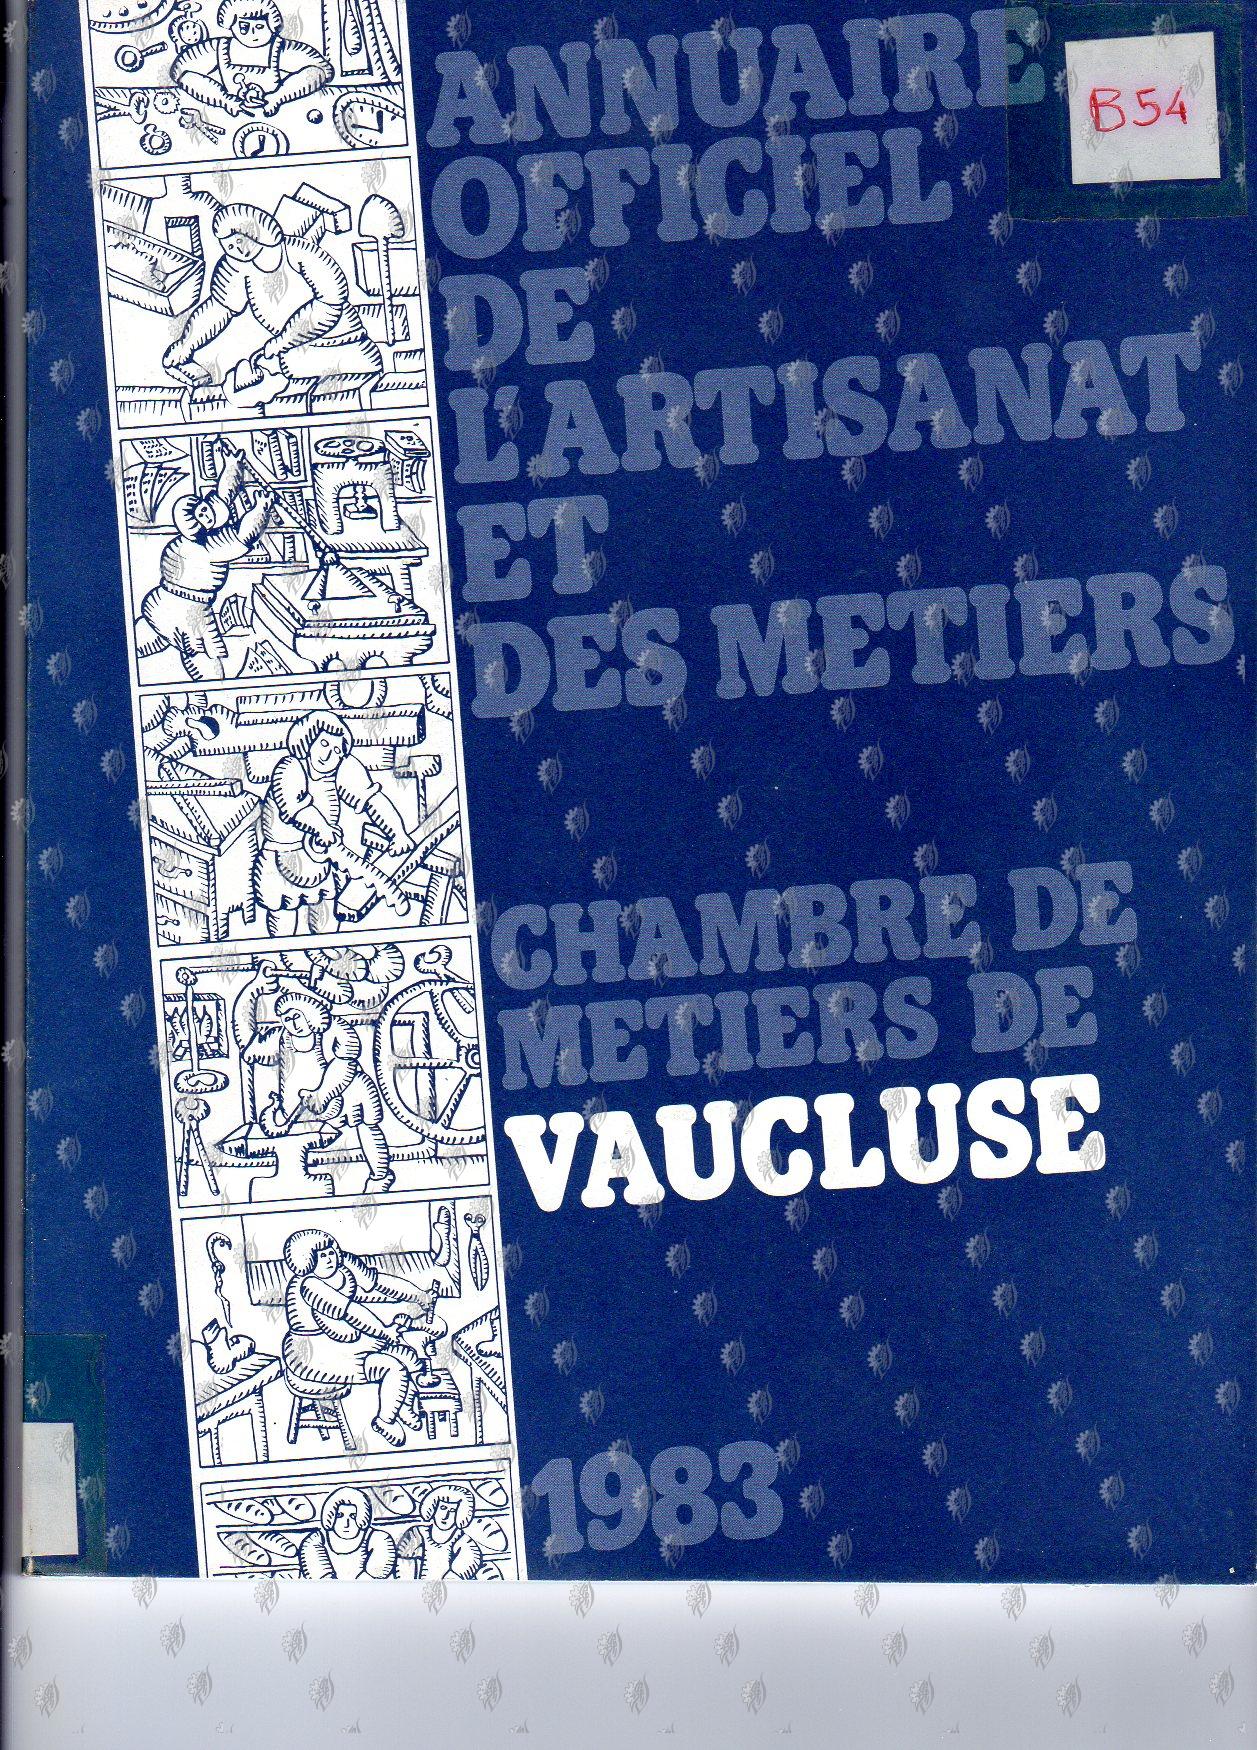 ANNUAIRE
OFFICIEL
DE
L'ARTISANAT
ET
DES METIERS
CHAMBRE DE
METIERS DE
VAUCLUSE
1983
B54